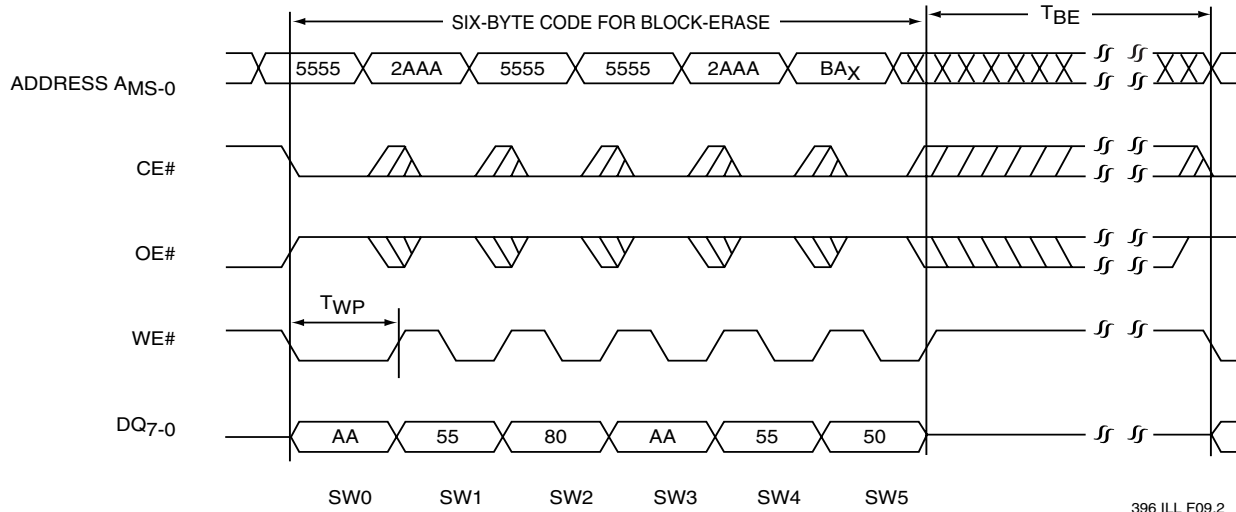 SIX-BYTE CODE FOR BLOCK-ERASE
TBE
ADDRESS AMS-0
5555 2AAA 5555 5555 2AAA BAX
CE#
OE#
TWP
WE#
DQ7-0
AA 55 80 AA 55 50
SW0 SW1 SW2 SW3 SW4 SW5
396 ILL F09.2